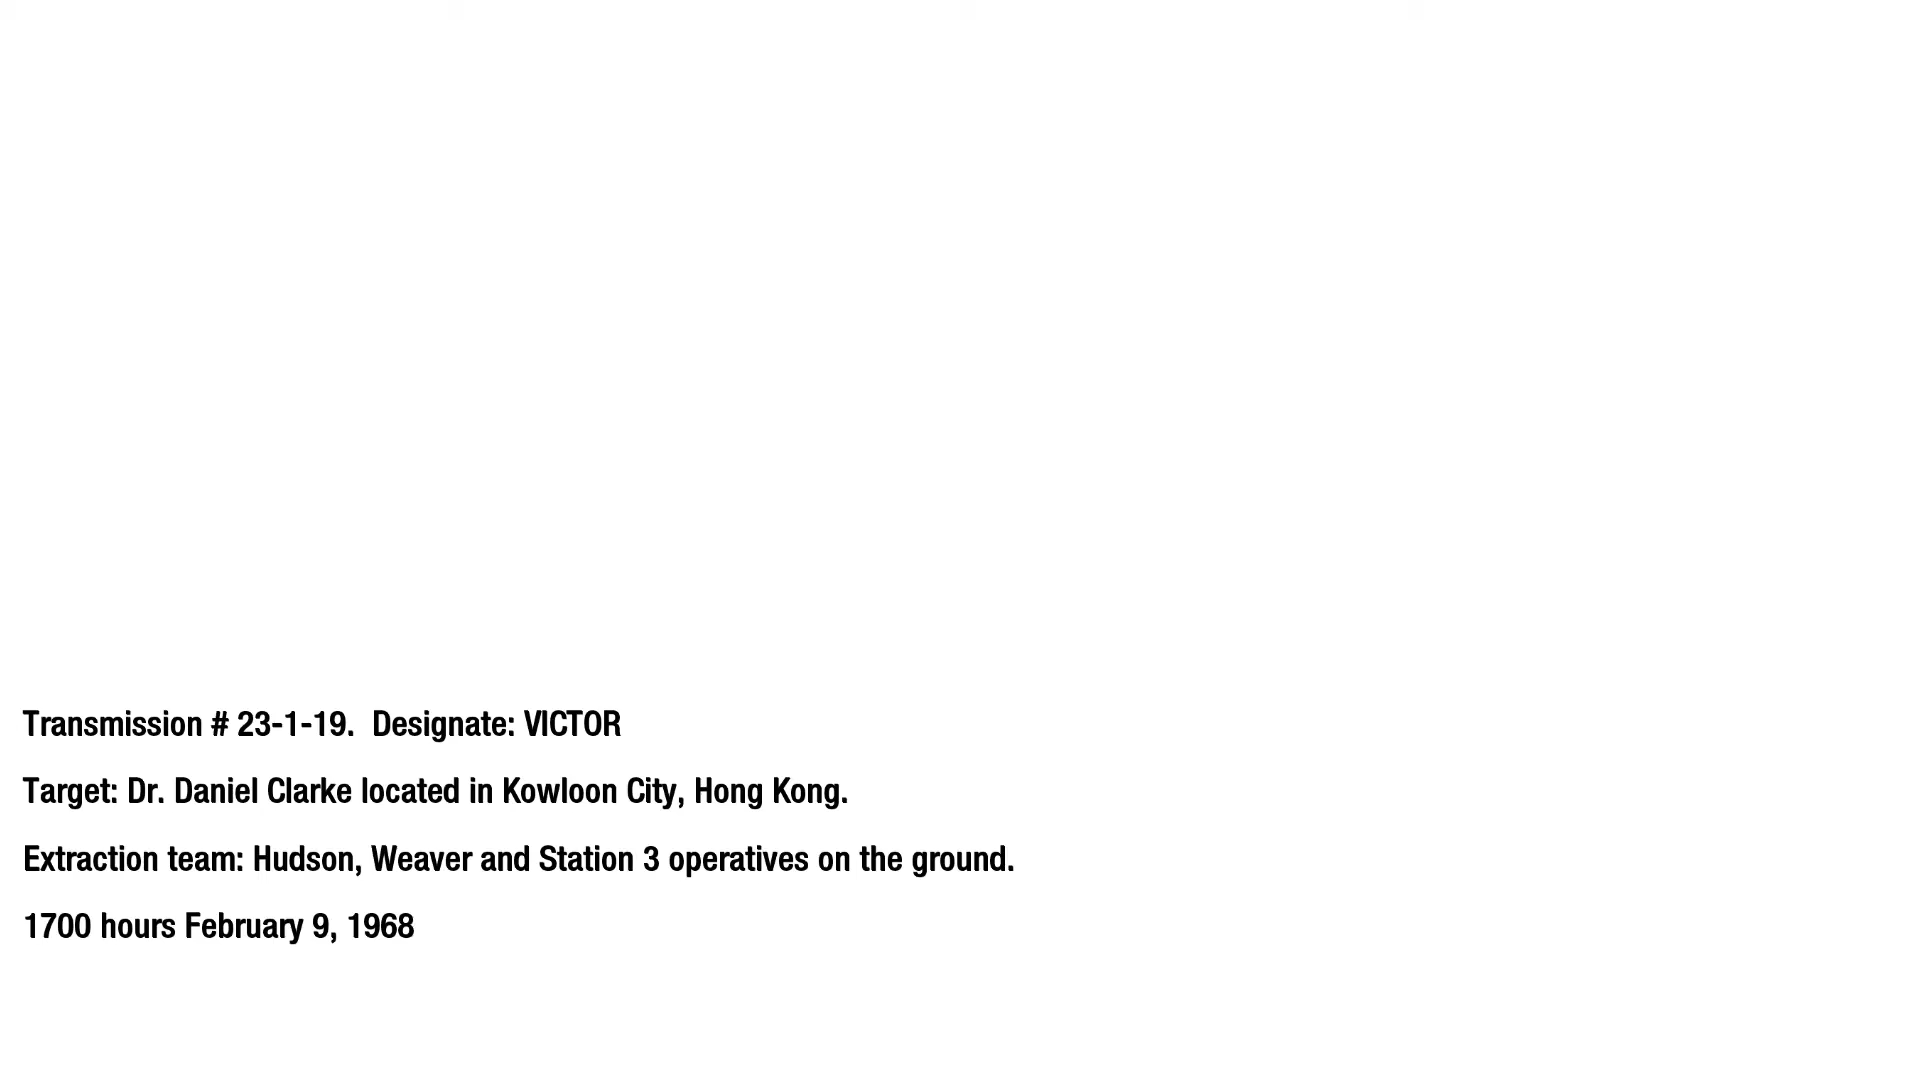 Transmission # 23-1-19.  Designate: VICTOR
Target: Dr. Daniel Clarke located in Kowloon City, Hong Kong.
Extraction team: Hudson, Weaver and Station 3 operatives on the ground.
1700 hours February 9, 1968